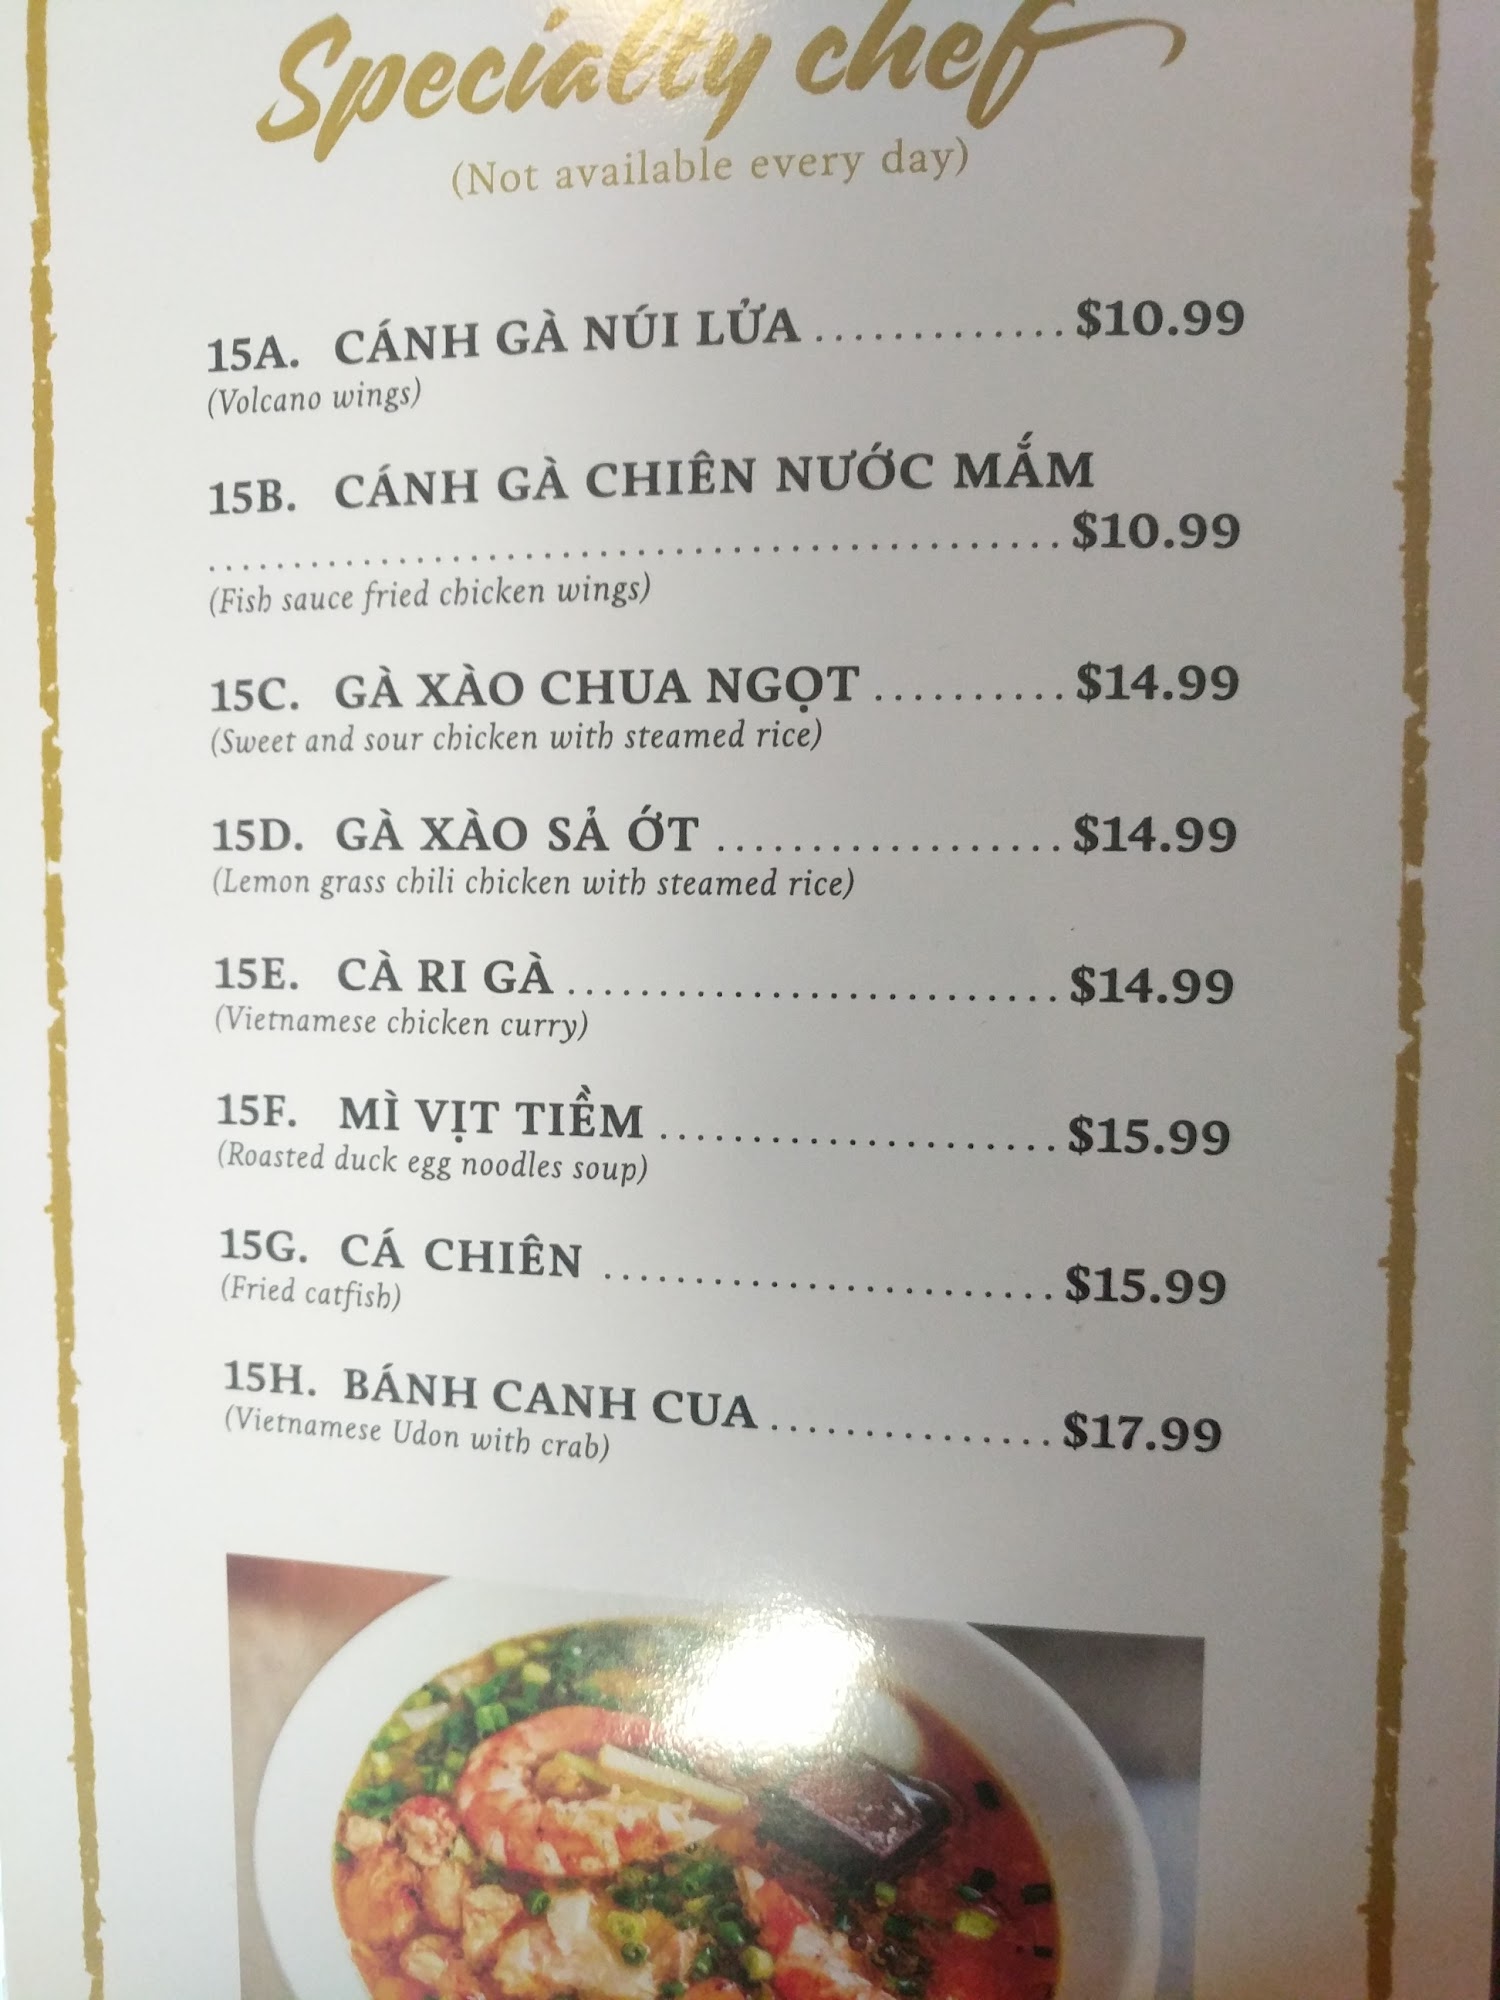 Specialty chef
(Not available every day)
15A. CÁNH GÀ NÚI LỬA ............. $10.99
(Volcano wings)
15B. CÁNH GÀ CHIÊN NƯỚC MẮM
...................................... $10.99
(Fish sauce fried chicken wings)
15C. GÀ XÀO CHUA NGỌT .......... $14.99
(Sweet and sour chicken with steamed rice)
15D. GÀ XÀO SẢ ỚT ................... $14.99
(Lemon grass chili chicken with steamed rice)
15E. CÀ RI GÀ ........................... $14.99
(Vietnamese chicken curry)
15F. MÌ VỊT TIỀM ...................... $15.99
(Roasted duck egg noodles soup)
15G. CÁ CHIÊN ......................... $15.99
(Fried catfish)
15H. BÁNH CANH CUA ................ $17.99
(Vietnamese Udon with crab)